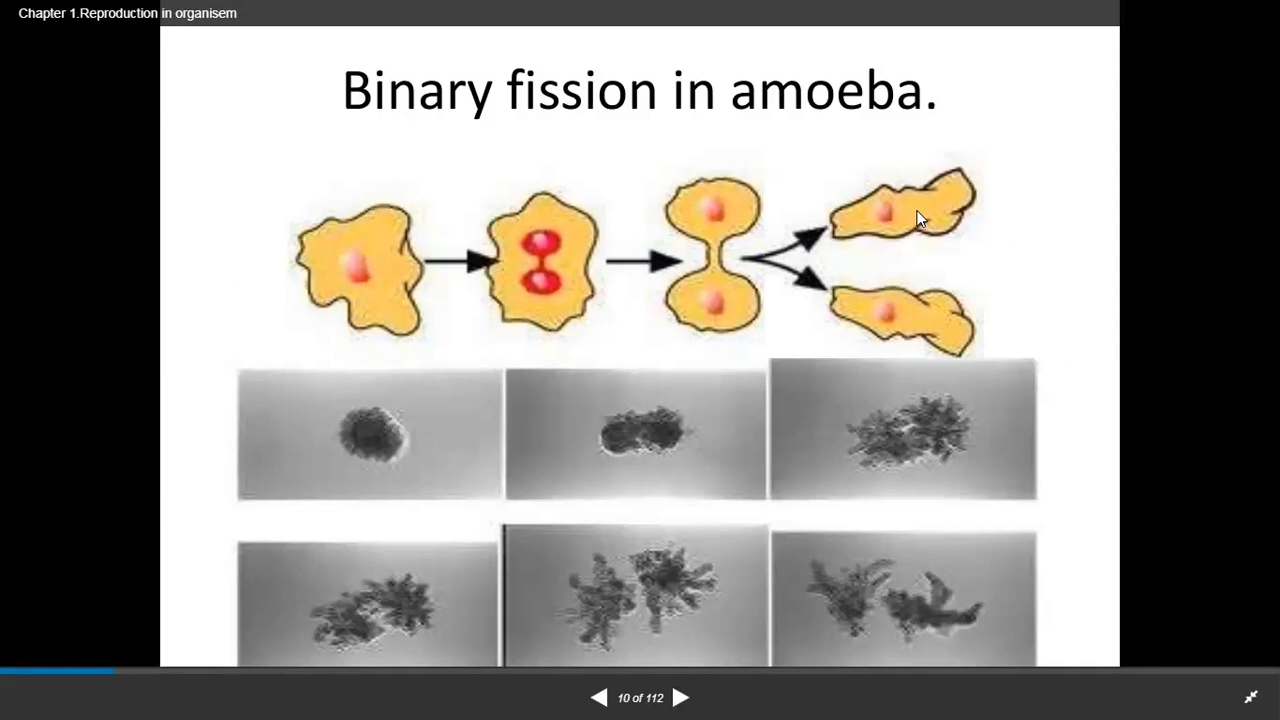 Chapter 1.Reproduction in organisem
Binary fission in amoeba.
10 of 112